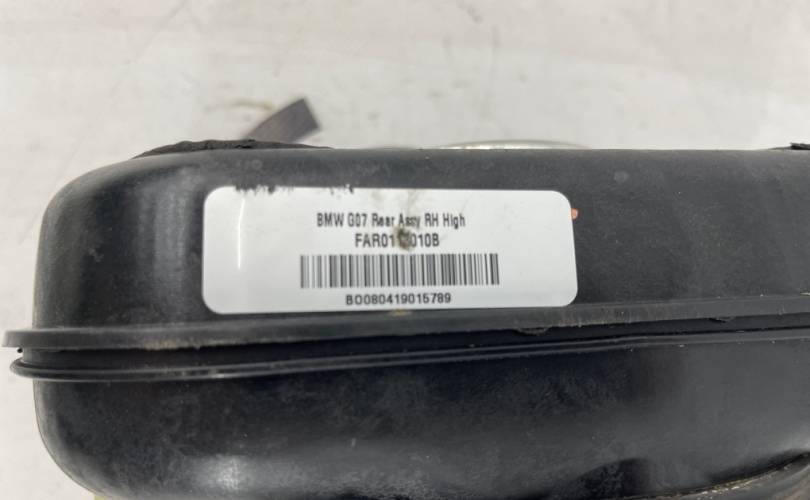 BMW G07 Rear Assy RH High
BO080419015789